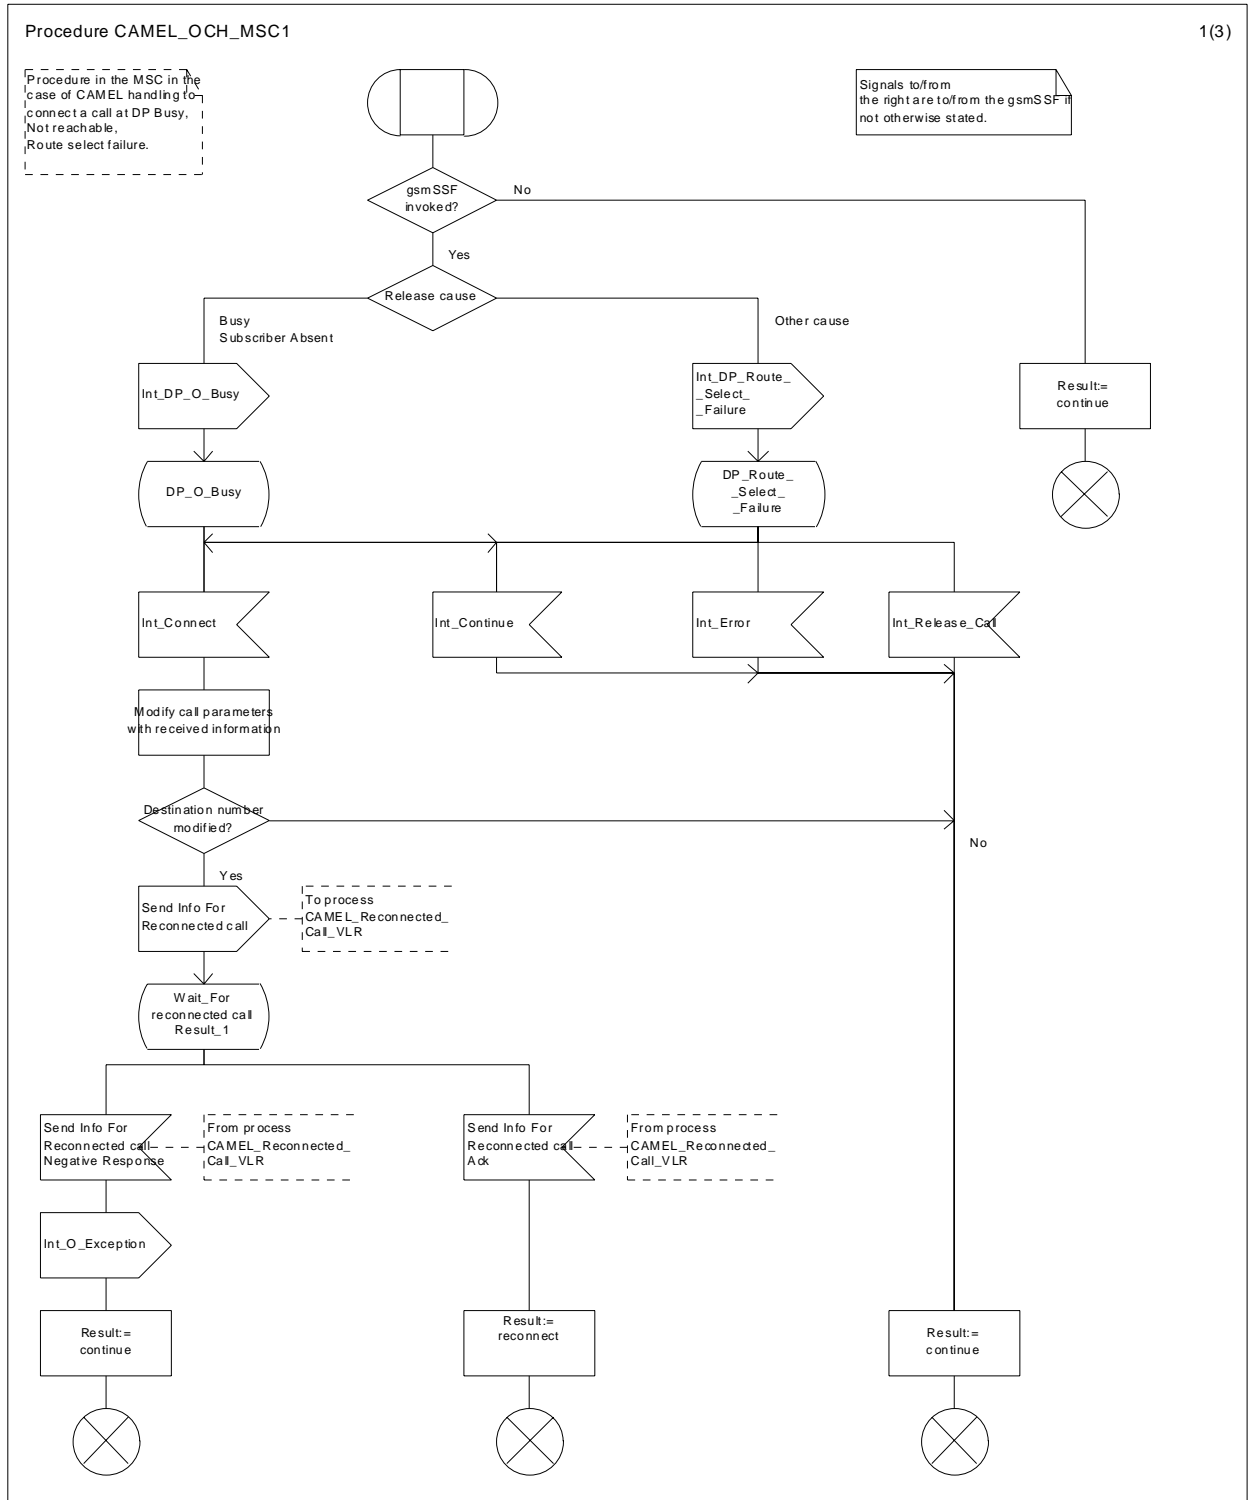 Procedure CAMEL_OCH_MSC1
1(3)
Procedure in the MSC in the
case of CAMEL handling to
connect a call at DP Busy,
Not reachable,
Route select failure.
Signals to/from
the right are to/from the gsmSSF if
not otherwise stated.
gsmSSF
invoked?
No
Yes
Release cause
Busy
Subscriber Absent
Other cause
Int_DP_O_Busy
Int_DP_Route_
_Select_
_Failure
Result:=
continue
DP_O_Busy
DP_Route_
_Select_
_Failure
Int_Connect
Int_Continue
Int_Error
Int_Release_Call
Modify call parameters
with received information
Destination number
modified?
No
Yes
Send Info For
Reconnected call
To process
CAMEL_Reconnected_
Call_VLR
Wait_For
reconnected call
Result_1
Send Info For
Reconnected call
Negative Response
From process
CAMEL_Reconnected_
Call_VLR
Send Info For
Reconnected call
Ack
From process
CAMEL_Reconnected_
Call_VLR
Int_O_Exception
Result:=
continue
Result:=
reconnect
Result:=
continue